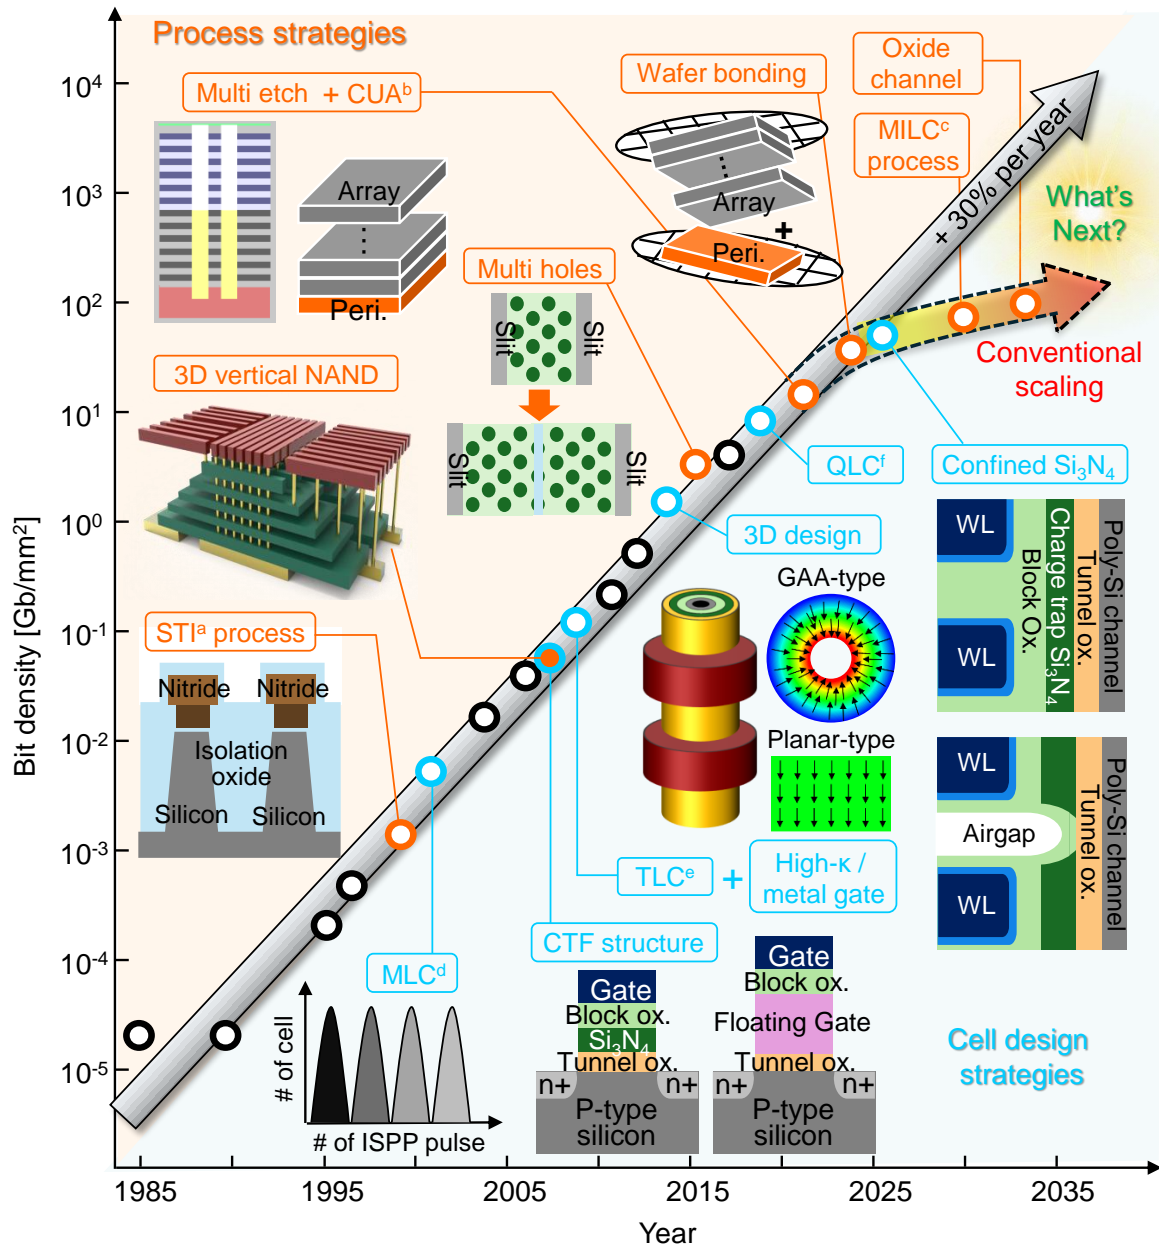 Process strategies
Multi etch + CUAᵇ
Array
Peri.
Wafer bonding
Array
+
Peri.
Oxide
channel
MILCᶜ
process
+ 30% per year
What's
Next?
Conventional
scaling
Multi holes
Slit
Slit
Slit
Slit
3D vertical NAND
QLCᶠ
Confined Si₃N₄
3D design
GAA-type
Planar-type
WL
WL
Block Ox.
Charge trap Si₃N₄
Tunnel ox.
Poly-Si channel
STIᵃ process
Nitride
Nitride
Isolation
oxide
Silicon
Silicon
WL
Airgap
WL
Tunnel ox.
Poly-Si channel
TLCᵉ
+
High-κ /
metal gate
CTF structure
MLCᵈ
# of cell
# of ISPP pulse
Gate
Block ox.
Si₃N₄
Tunnel ox.
n+
n+
P-type
silicon
Gate
Block ox.
Floating Gate
Tunnel ox.
n+
n+
P-type
silicon
Cell design
strategies
Bit density [Gb/mm²]
10⁴
10³
10²
10¹
10⁰
10⁻¹
10⁻²
10⁻³
10⁻⁴
10⁻⁵
1985
1995
2005
2015
2025
2035
Year